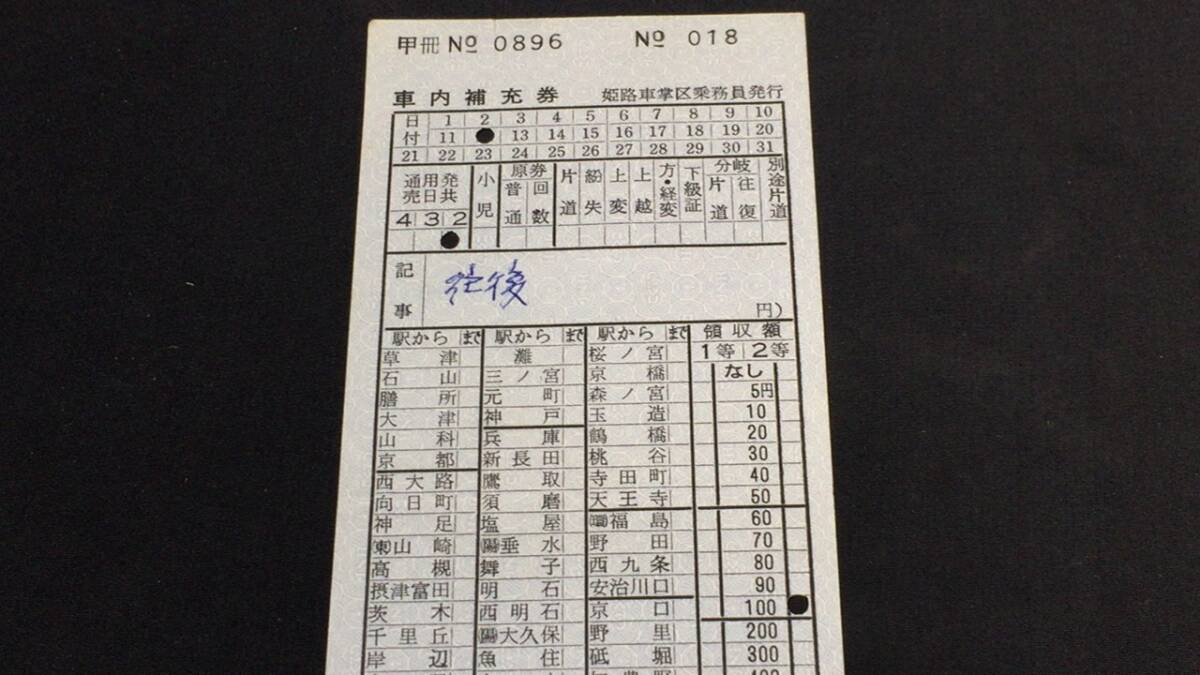 甲冊 No 0896 No 018
車内補充券 姫路車掌区乗務員発行
日 1 2 3 4 5 6 7 8 9 10
付 11 13 14 15 16 17 18 19 20
21 22 23 24 25 26 27 28 29 30 31
通用発売日共 小児 原券 普通 回数 片道 紛失 上変 上越 方・経変 下級証 分岐 片道 往復 別途片道
4 3 2
記事 往後 円)
駅から まで 駅から まで 駅から まで 領収額
草津 灘 桜ノ宮 1等 2等
石山 三ノ宮 京橋 なし
膳所 元町 森ノ宮 5円
大津 神戸 玉造 10
山科 兵庫 鶴橋 20
京都 新長田 桃谷 30
西大路 鷹取 寺田町 40
向日町 須磨 天王寺 50
神足 塩屋 福島 60
(東)山崎 (陽)垂水 野田 70
高槻 舞子 西九条 80
摂津富田 明石 安治川口 90
茨木 西明石 京口 100
千里丘 (陽)大久保 野里 200
岸辺 魚住 砥堀 300